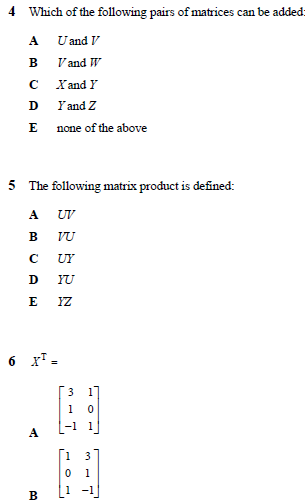 4 Which of the following pairs of matrices can be added:
A U and V
B V and W
C X and Y
D Y and Z
E none of the above
5 The following matrix product is defined:
A UV
B VU
C UY
D YU
E YZ
6 X^T =
3 1
1 0
A -1 1
1 3
0 1
B 1 -1